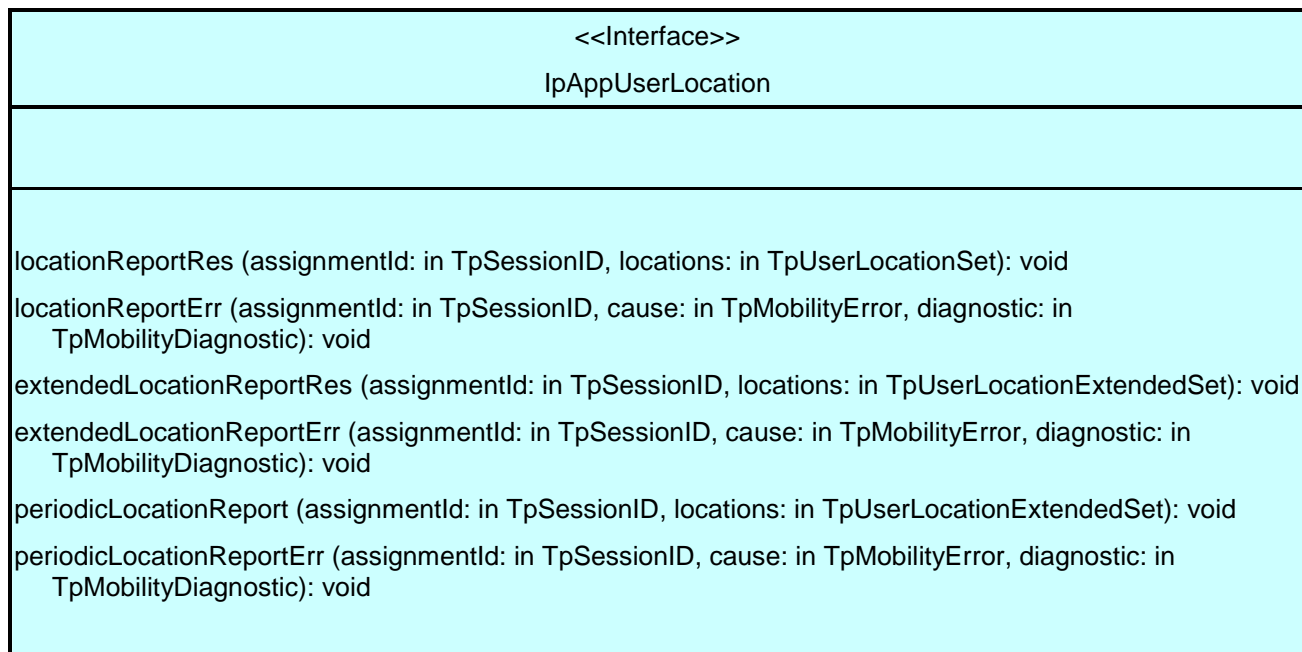 <<Interface>>
IpAppUserLocation
locationReportRes (assignmentId: in TpSessionID, locations: in TpUserLocationSet): void
locationReportErr (assignmentId: in TpSessionID, cause: in TpMobilityError, diagnostic: in
TpMobilityDiagnostic): void
extendedLocationReportRes (assignmentId: in TpSessionID, locations: in TpUserLocationExtendedSet): void
extendedLocationReportErr (assignmentId: in TpSessionID, cause: in TpMobilityError, diagnostic: in
TpMobilityDiagnostic): void
periodicLocationReport (assignmentId: in TpSessionID, locations: in TpUserLocationExtendedSet): void
periodicLocationReportErr (assignmentId: in TpSessionID, cause: in TpMobilityError, diagnostic: in
TpMobilityDiagnostic): void